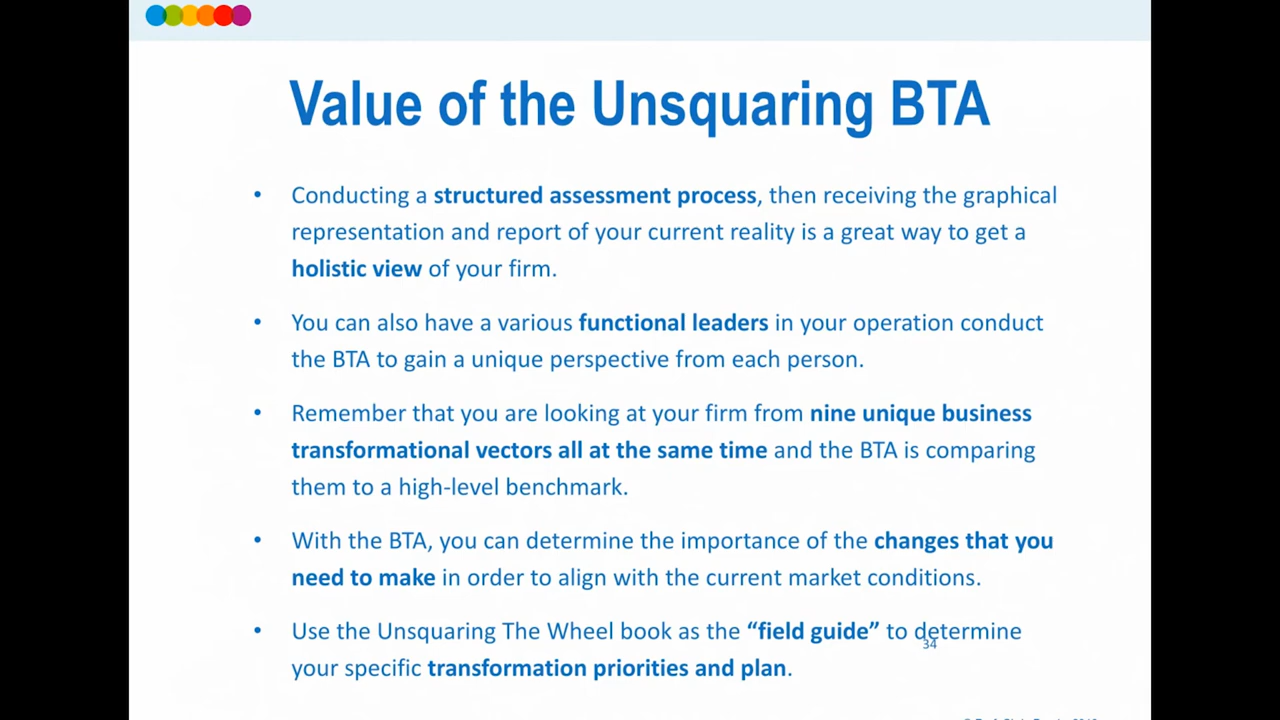 Value of the Unsquaring BTA
• Conducting a structured assessment process, then receiving the graphical
representation and report of your current reality is a great way to get a
holistic view of your firm.
• You can also have a various functional leaders in your operation conduct
the BTA to gain a unique perspective from each person.
• Remember that you are looking at your firm from nine unique business
transformational vectors all at the same time and the BTA is comparing
them to a high-level benchmark.
• With the BTA, you can determine the importance of the changes that you
need to make in order to align with the current market conditions.
• Use the Unsquaring The Wheel book as the “field guide” to determine
34
your specific transformation priorities and plan.